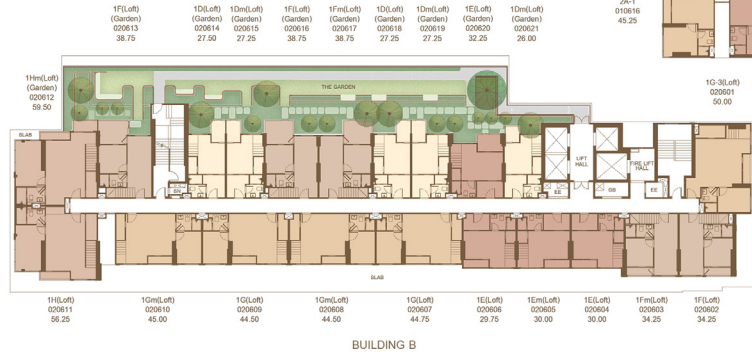 1F(Loft)
(Garden)
020613
38.75
1D(Loft)
(Garden)
020614
27.50
1Dm(Loft)
(Garden)
020615
27.25
1F(Loft)
(Garden)
020616
38.75
1Fm(Loft)
(Garden)
020617
38.75
1D(Loft)
(Garden)
020618
27.25
1Dm(Loft)
(Garden)
020619
27.25
1E(Loft)
(Garden)
020620
32.25
1Dm(Loft)
(Garden)
020621
26.00
2A-1
010616
45.25
1G-3(Loft)
020601
50.00
1Hm(Loft)
(Garden)
020612
59.50
THE GARDEN
SLAB
BN
LIFT
HALL
FIRE LIFT
HALL
EE
GB
EE
SLAB
1H(Loft)
020611
56.25
1Gm(Loft)
020610
45.00
1G(Loft)
020609
44.50
1Gm(Loft)
020608
44.50
1G(Loft)
020607
44.75
1E(Loft)
020606
29.75
1Em(Loft)
020605
30.00
1E(Loft)
020604
30.00
1Fm(Loft)
020603
34.25
1F(Loft)
020602
34.25
BUILDING B